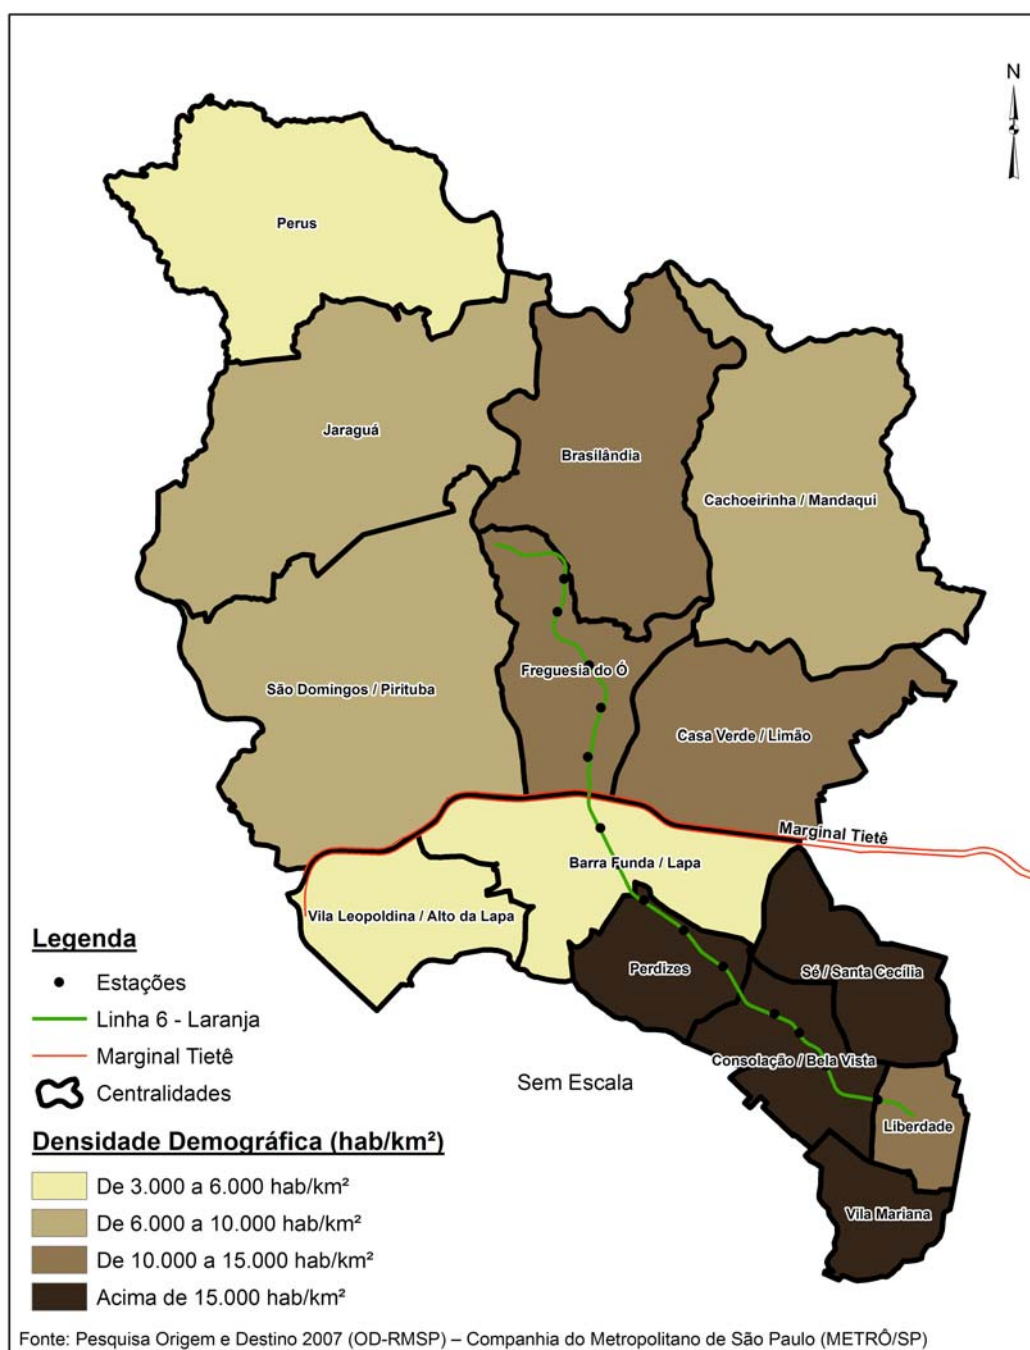 N
Perus
Jaraguá
Brasilândia
Cachoeirinha / Mandaqui
Freguesia do Ó
São Domingos / Pirituba
Casa Verde / Limão
Marginal Tietê
Barra Funda / Lapa
Vila Leopoldina / Alto da Lapa
Perdizes
Sé / Santa Cecília
Consolação / Bela Vista
Liberdade
Vila Mariana
Sem Escala
Legenda
Estações
Linha 6 - Laranja
Marginal Tietê
Centralidades
Densidade Demográfica (hab/km²)
De 3.000 a 6.000 hab/km²
De 6.000 a 10.000 hab/km²
De 10.000 a 15.000 hab/km²
Acima de 15.000 hab/km²
Fonte: Pesquisa Origem e Destino 2007 (OD-RMSP) – Companhia do Metropolitano de São Paulo (METRÔ/SP)